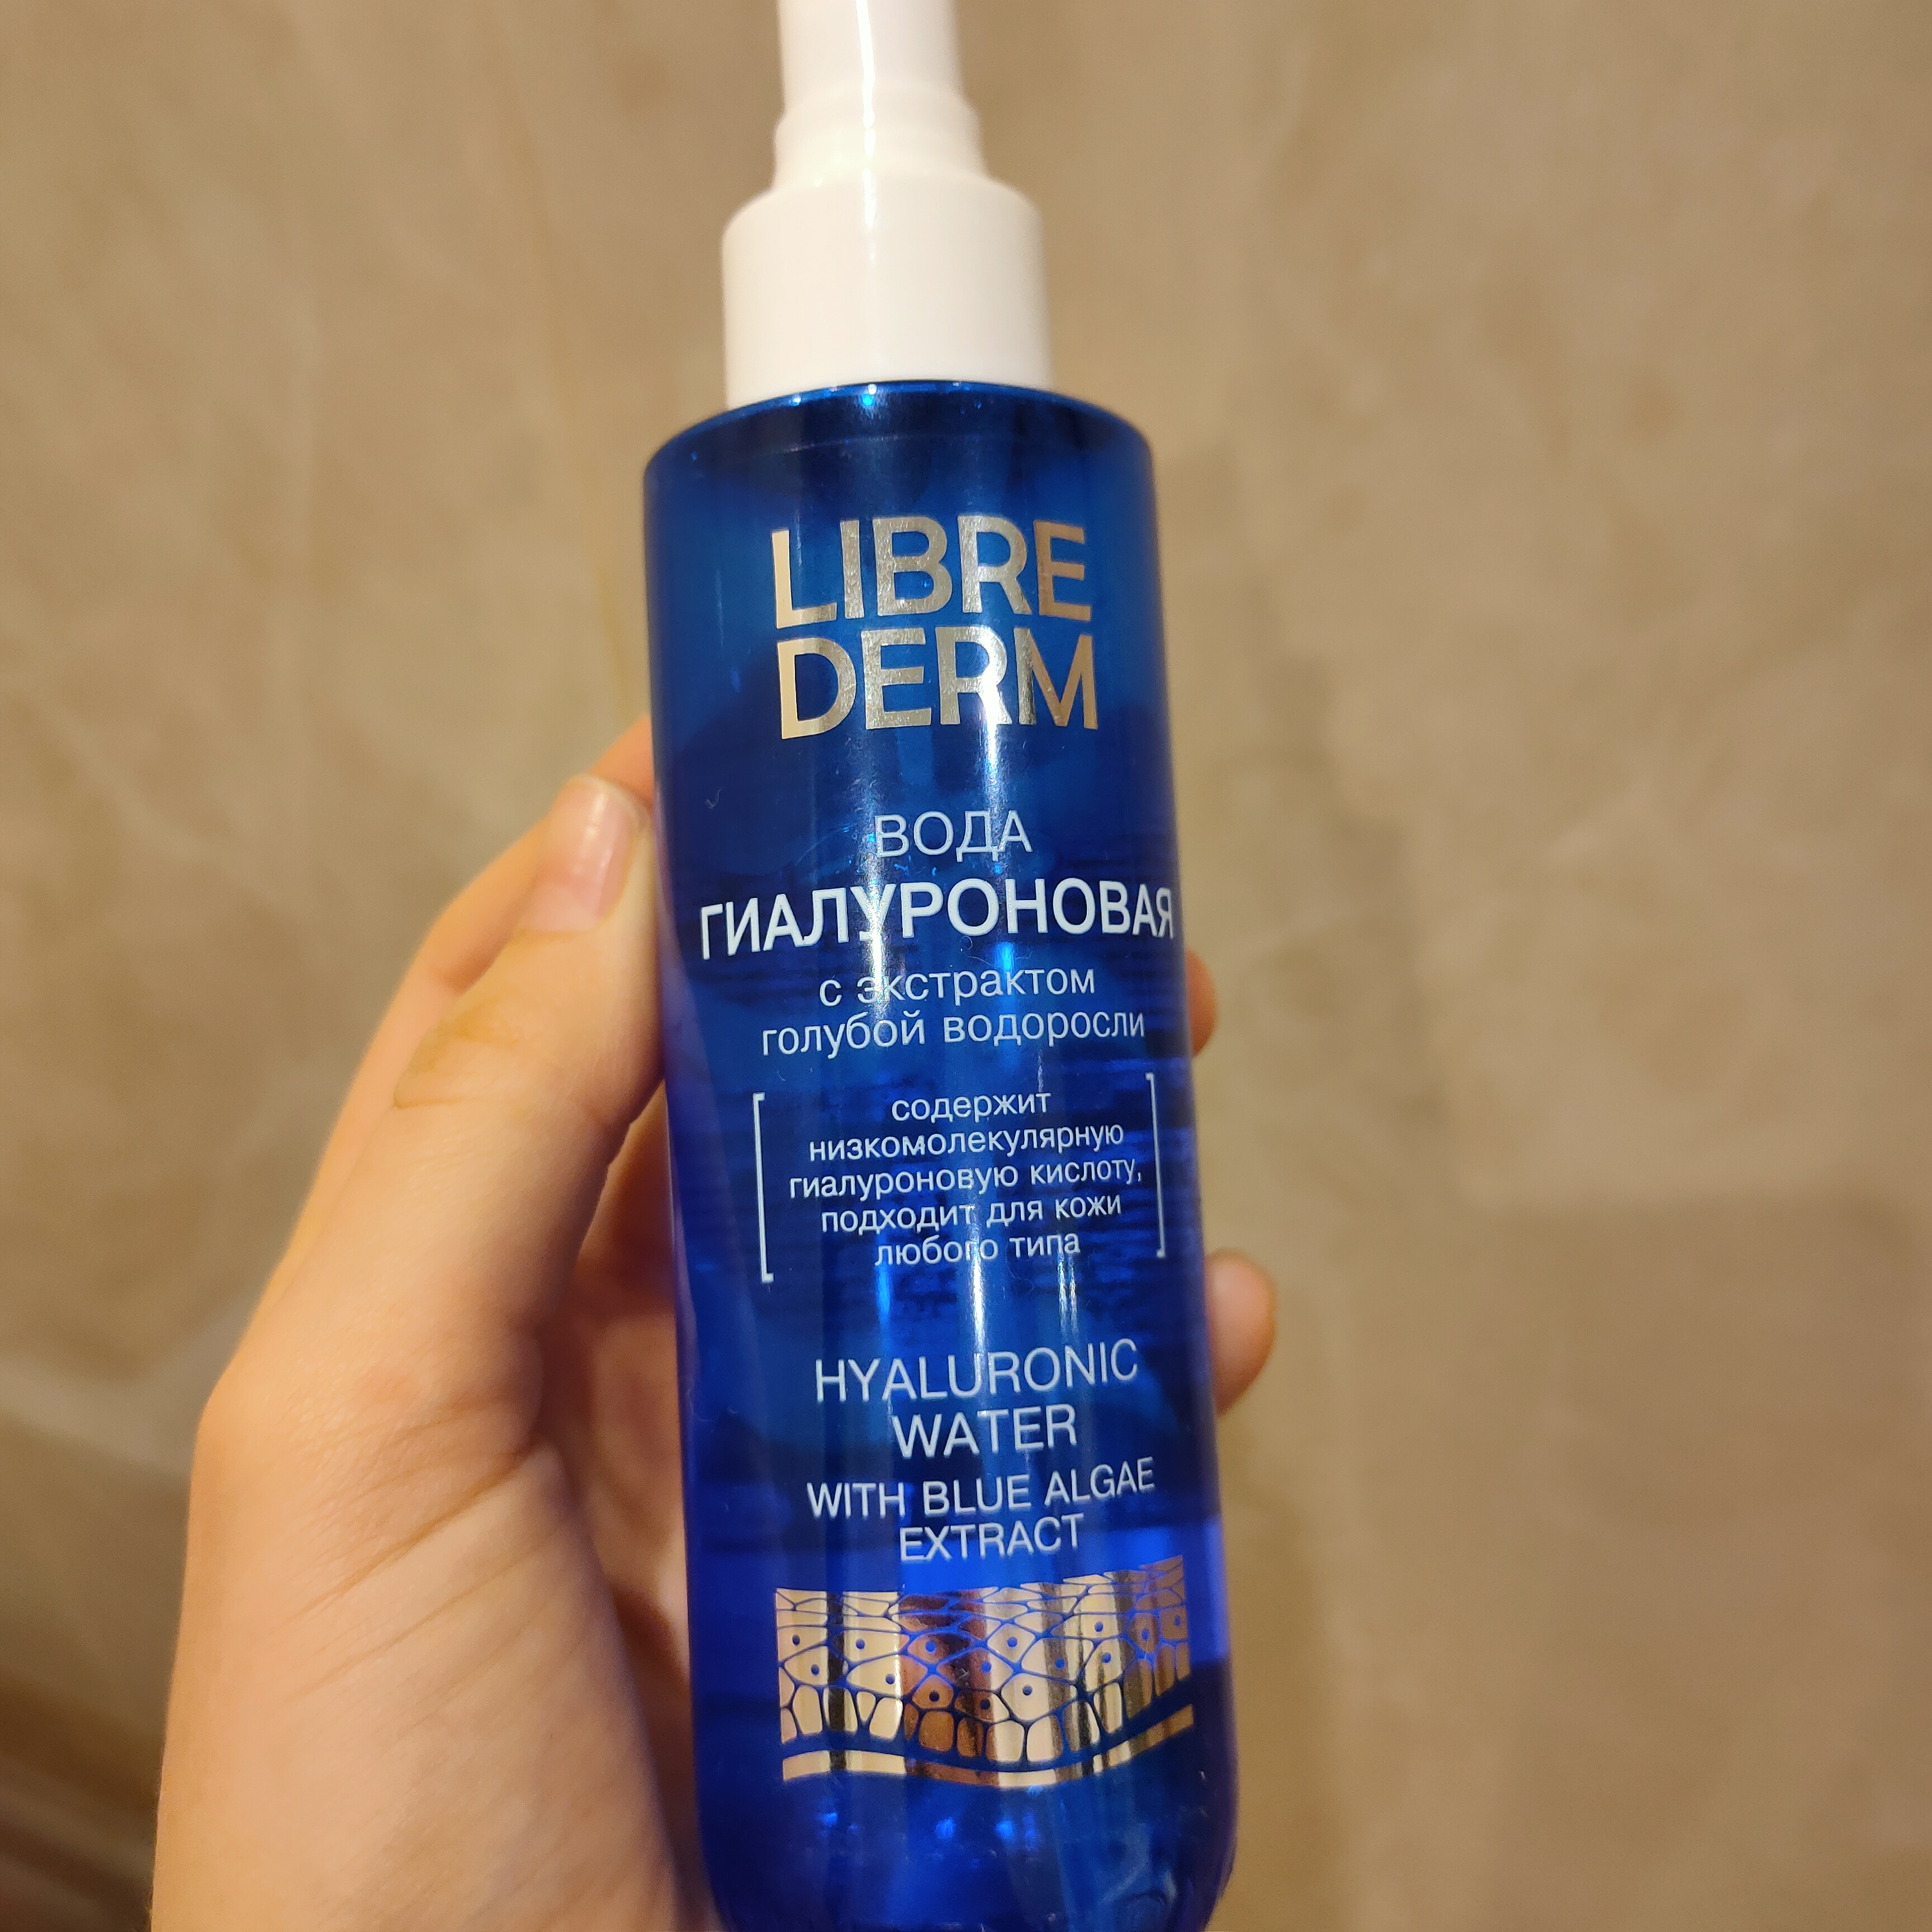 LIBRE
DERM
ВОДА
ГИАЛУРОНОВАЯ
с экстрактом
голубой водоросли
содержит
низкомолекулярную
гиалуроновую кислоту,
подходит для кожи
любого типа
HYALURONIC
WATER
WITH BLUE ALGAE
EXTRACT